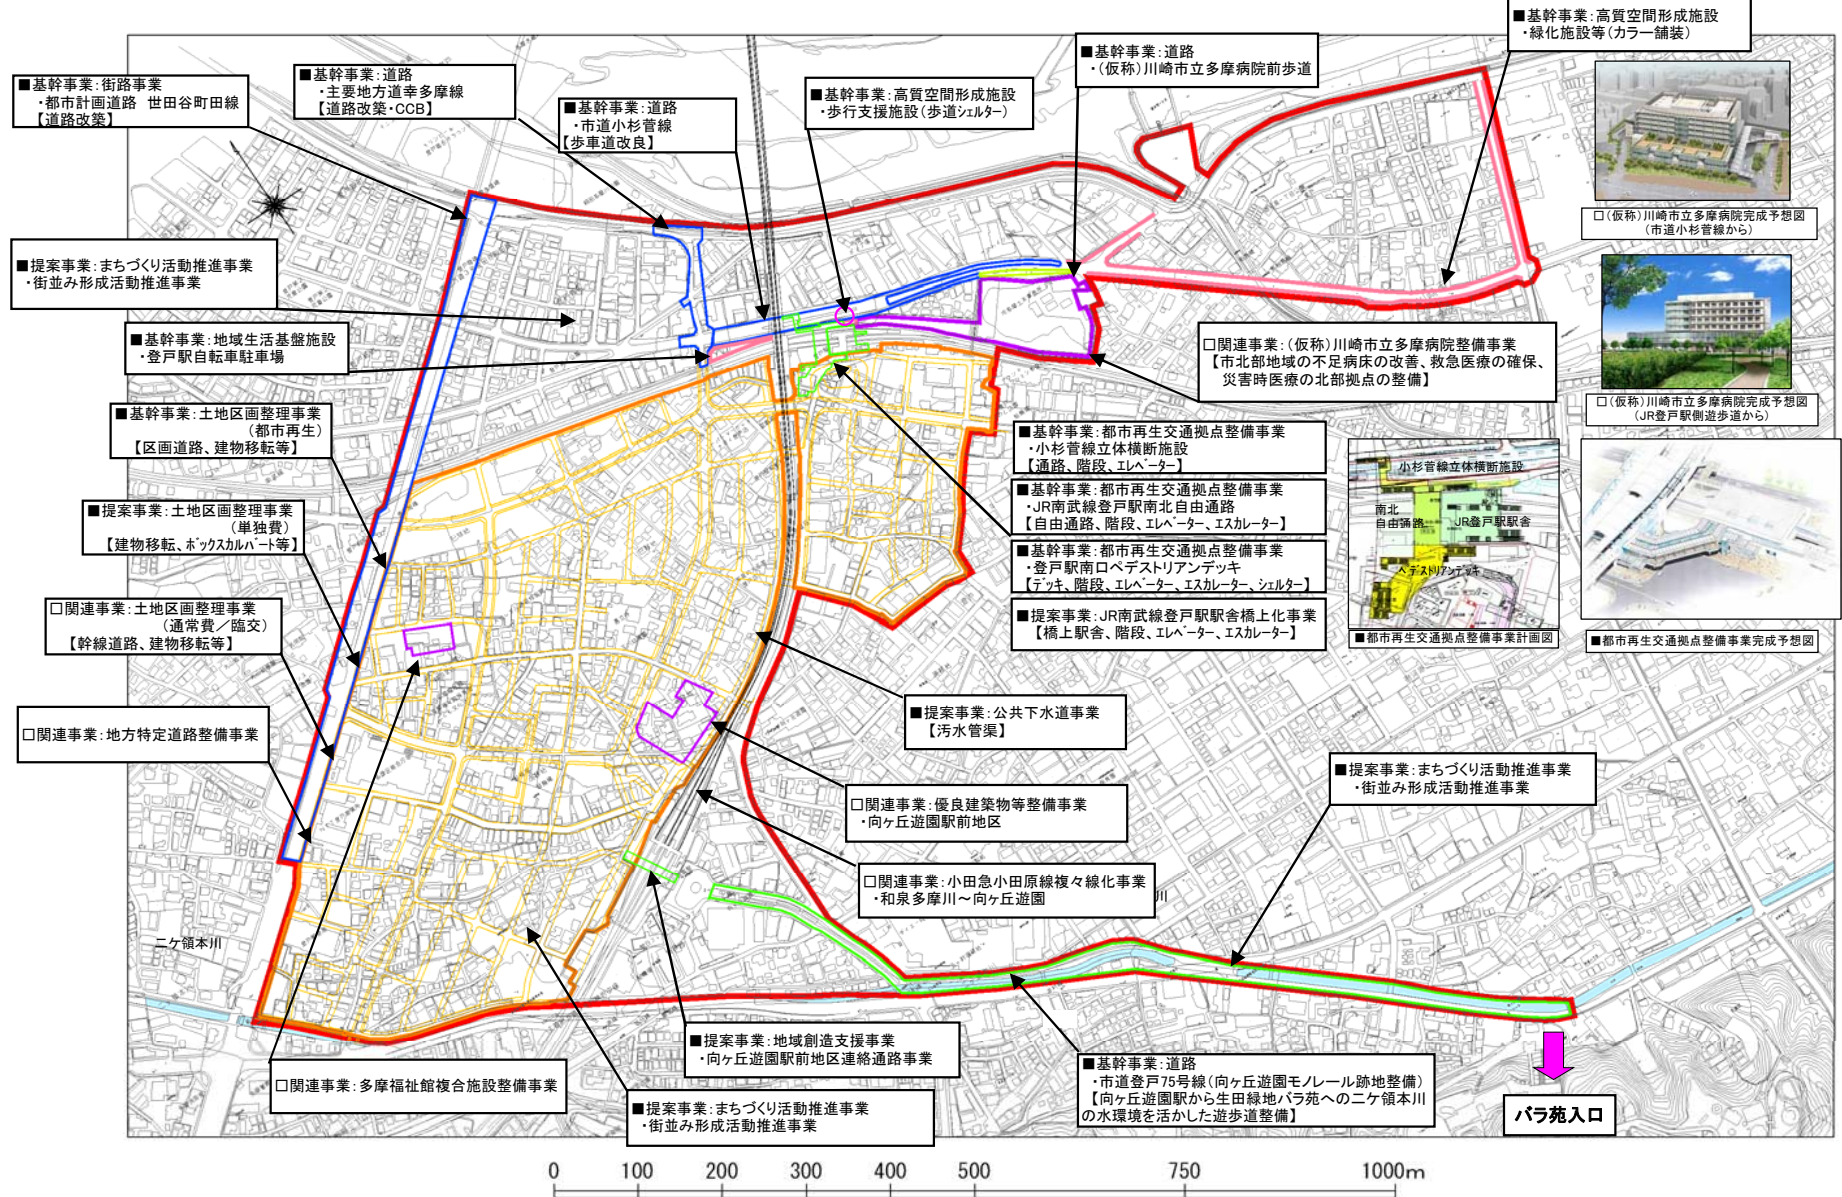 ■基幹事業:高質空間形成施設
・緑化施設等(カラー舗装)
■基幹事業:道路
・(仮称)川崎市立多摩病院前歩道
■基幹事業:街路事業
・都市計画道路 世田谷町田線
【道路改築】
■基幹事業:道路
・主要地方道幸多摩線
【道路改築・CCB】
■基幹事業:道路
・市道小杉菅線
【歩車道改良】
■基幹事業:高質空間形成施設
・歩行支援施設(歩道シェルター)
□(仮称)川崎市立多摩病院完成予想図
(市道小杉菅線から)
■提案事業:まちづくり活動推進事業
・街並み形成活動推進事業
■基幹事業:地域生活基盤施設
・登戸駅自転車駐車場
□関連事業:(仮称)川崎市立多摩病院整備事業
【市北部地域の不足病床の改善、救急医療の確保、
災害時医療の北部拠点の整備】
□(仮称)川崎市立多摩病院完成予想図
(JR登戸駅側遊歩道から)
■基幹事業:土地区画整理事業
(都市再生)
【区画道路、建物移転等】
■基幹事業:都市再生交通拠点整備事業
・小杉菅線立体横断施設
【通路、階段、エレベーター】
■基幹事業:都市再生交通拠点整備事業
・JR南武線登戸駅南北自由通路
【自由通路、階段、エレベーター、エスカレーター】
■基幹事業:都市再生交通拠点整備事業
・登戸駅南口ペデストリアンデッキ
【デッキ、階段、エレベーター、エスカレーター、シェルター】
■提案事業:JR南武線登戸駅駅舎橋上化事業
【橋上駅舎、階段、エレベーター、エスカレーター】
小杉菅線立体横断施設
南北
自由通路
JR登戸駅駅舎
ペデストリアンデッキ
■都市再生交通拠点整備事業計画図
■都市再生交通拠点整備事業完成予想図
■提案事業:土地区画整理事業
(単独費)
【建物移転、ボックスカルバート等】
□関連事業:土地区画整理事業
(通常費/臨交)
【幹線道路、建物移転等】
□関連事業:地方特定道路整備事業
■提案事業:公共下水道事業
【汚水管渠】
□関連事業:優良建築物等整備事業
・向ヶ丘遊園駅前地区
■提案事業:まちづくり活動推進事業
・街並み形成活動推進事業
□関連事業:小田急小田原線複々線化事業
・和泉多摩川~向ヶ丘遊園
川
二ケ領本川
■提案事業:地域創造支援事業
・向ヶ丘遊園駅前地区連絡通路事業
□関連事業:多摩福祉館複合施設整備事業
■提案事業:まちづくり活動推進事業
・街並み形成活動推進事業
■基幹事業:道路
・市道登戸75号線(向ヶ丘遊園モノレール跡地整備)
【向ヶ丘遊園駅から生田緑地バラ苑への二ケ領本川
の水環境を活かした遊歩道整備】
バラ苑入口
0 100 200 300 400 500 750 1000m